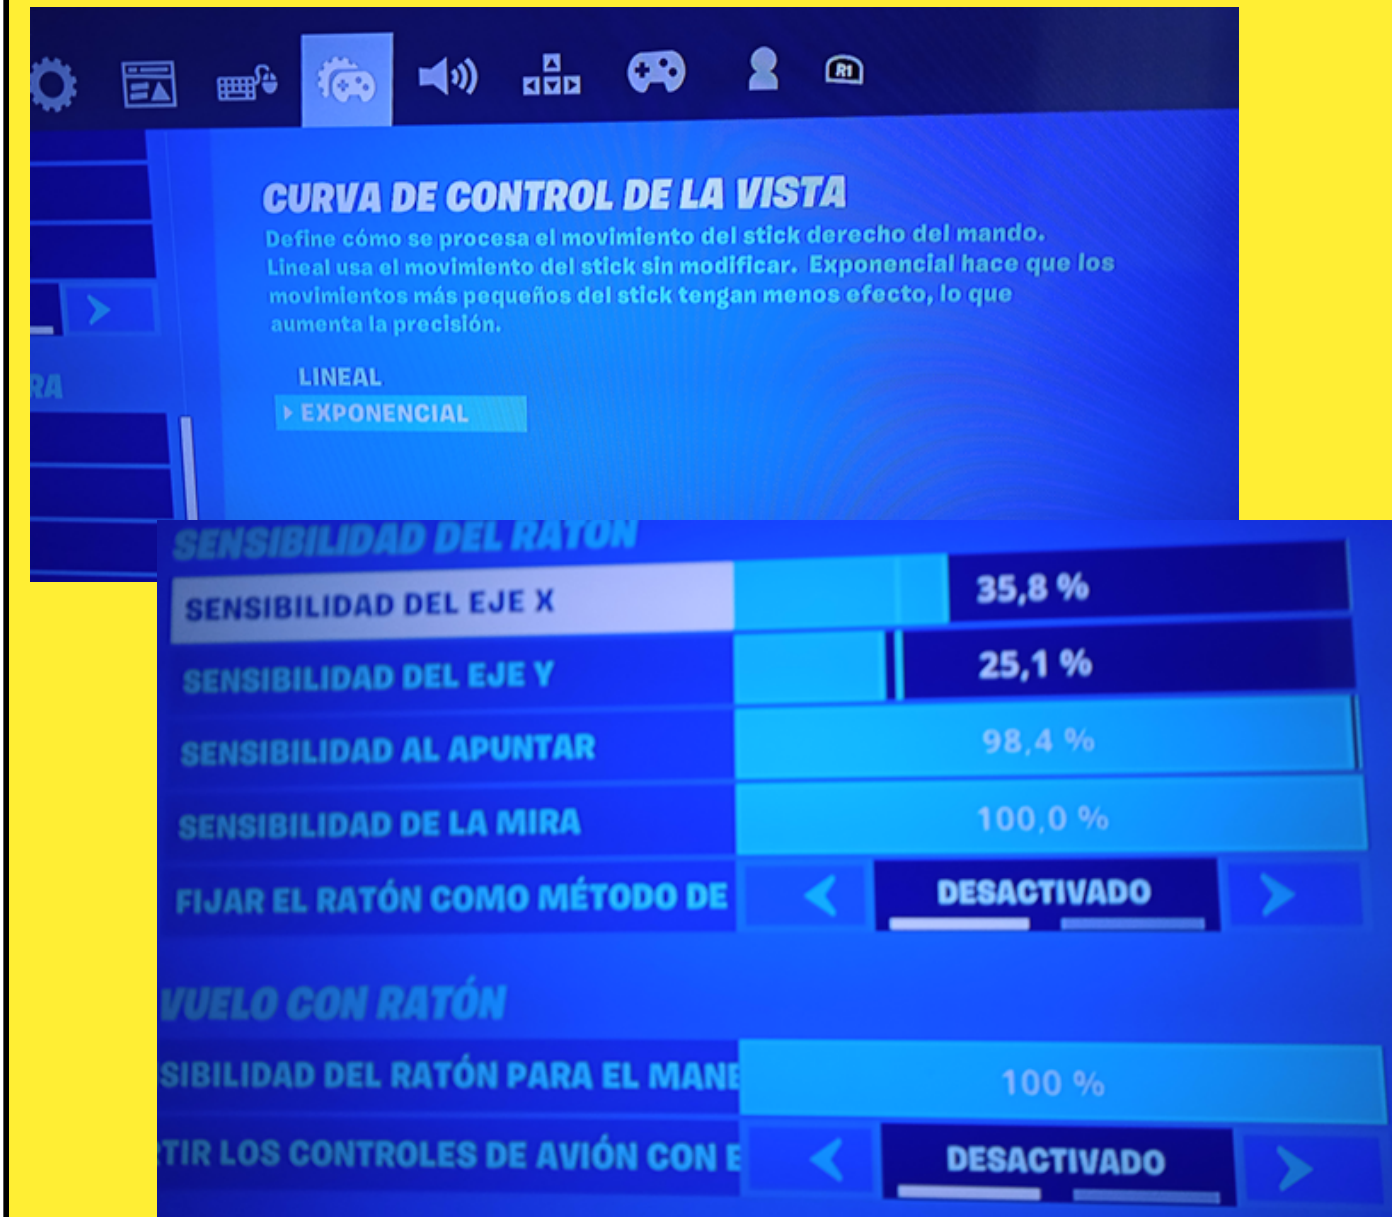 R1
CURVA DE CONTROL DE LA VISTA
Define cómo se procesa el movimiento del stick derecho del mando.
Lineal usa el movimiento del stick sin modificar. Exponencial hace que los
movimientos más pequeños del stick tengan menos efecto, lo que
aumenta la precisión.
RA
LINEAL
EXPONENCIAL
SENSIBILIDAD DEL RATÓN
SENSIBILIDAD DEL EJE X 35,8 %
SENSIBILIDAD DEL EJE Y 25,1 %
SENSIBILIDAD AL APUNTAR 98,4 %
SENSIBILIDAD DE LA MIRA 100,0 %
FIJAR EL RATÓN COMO MÉTODO DE DESACTIVADO
VUELO CON RATÓN
SIBILIDAD DEL RATÓN PARA EL MANE 100 %
TIR LOS CONTROLES DE AVIÓN CON E DESACTIVADO